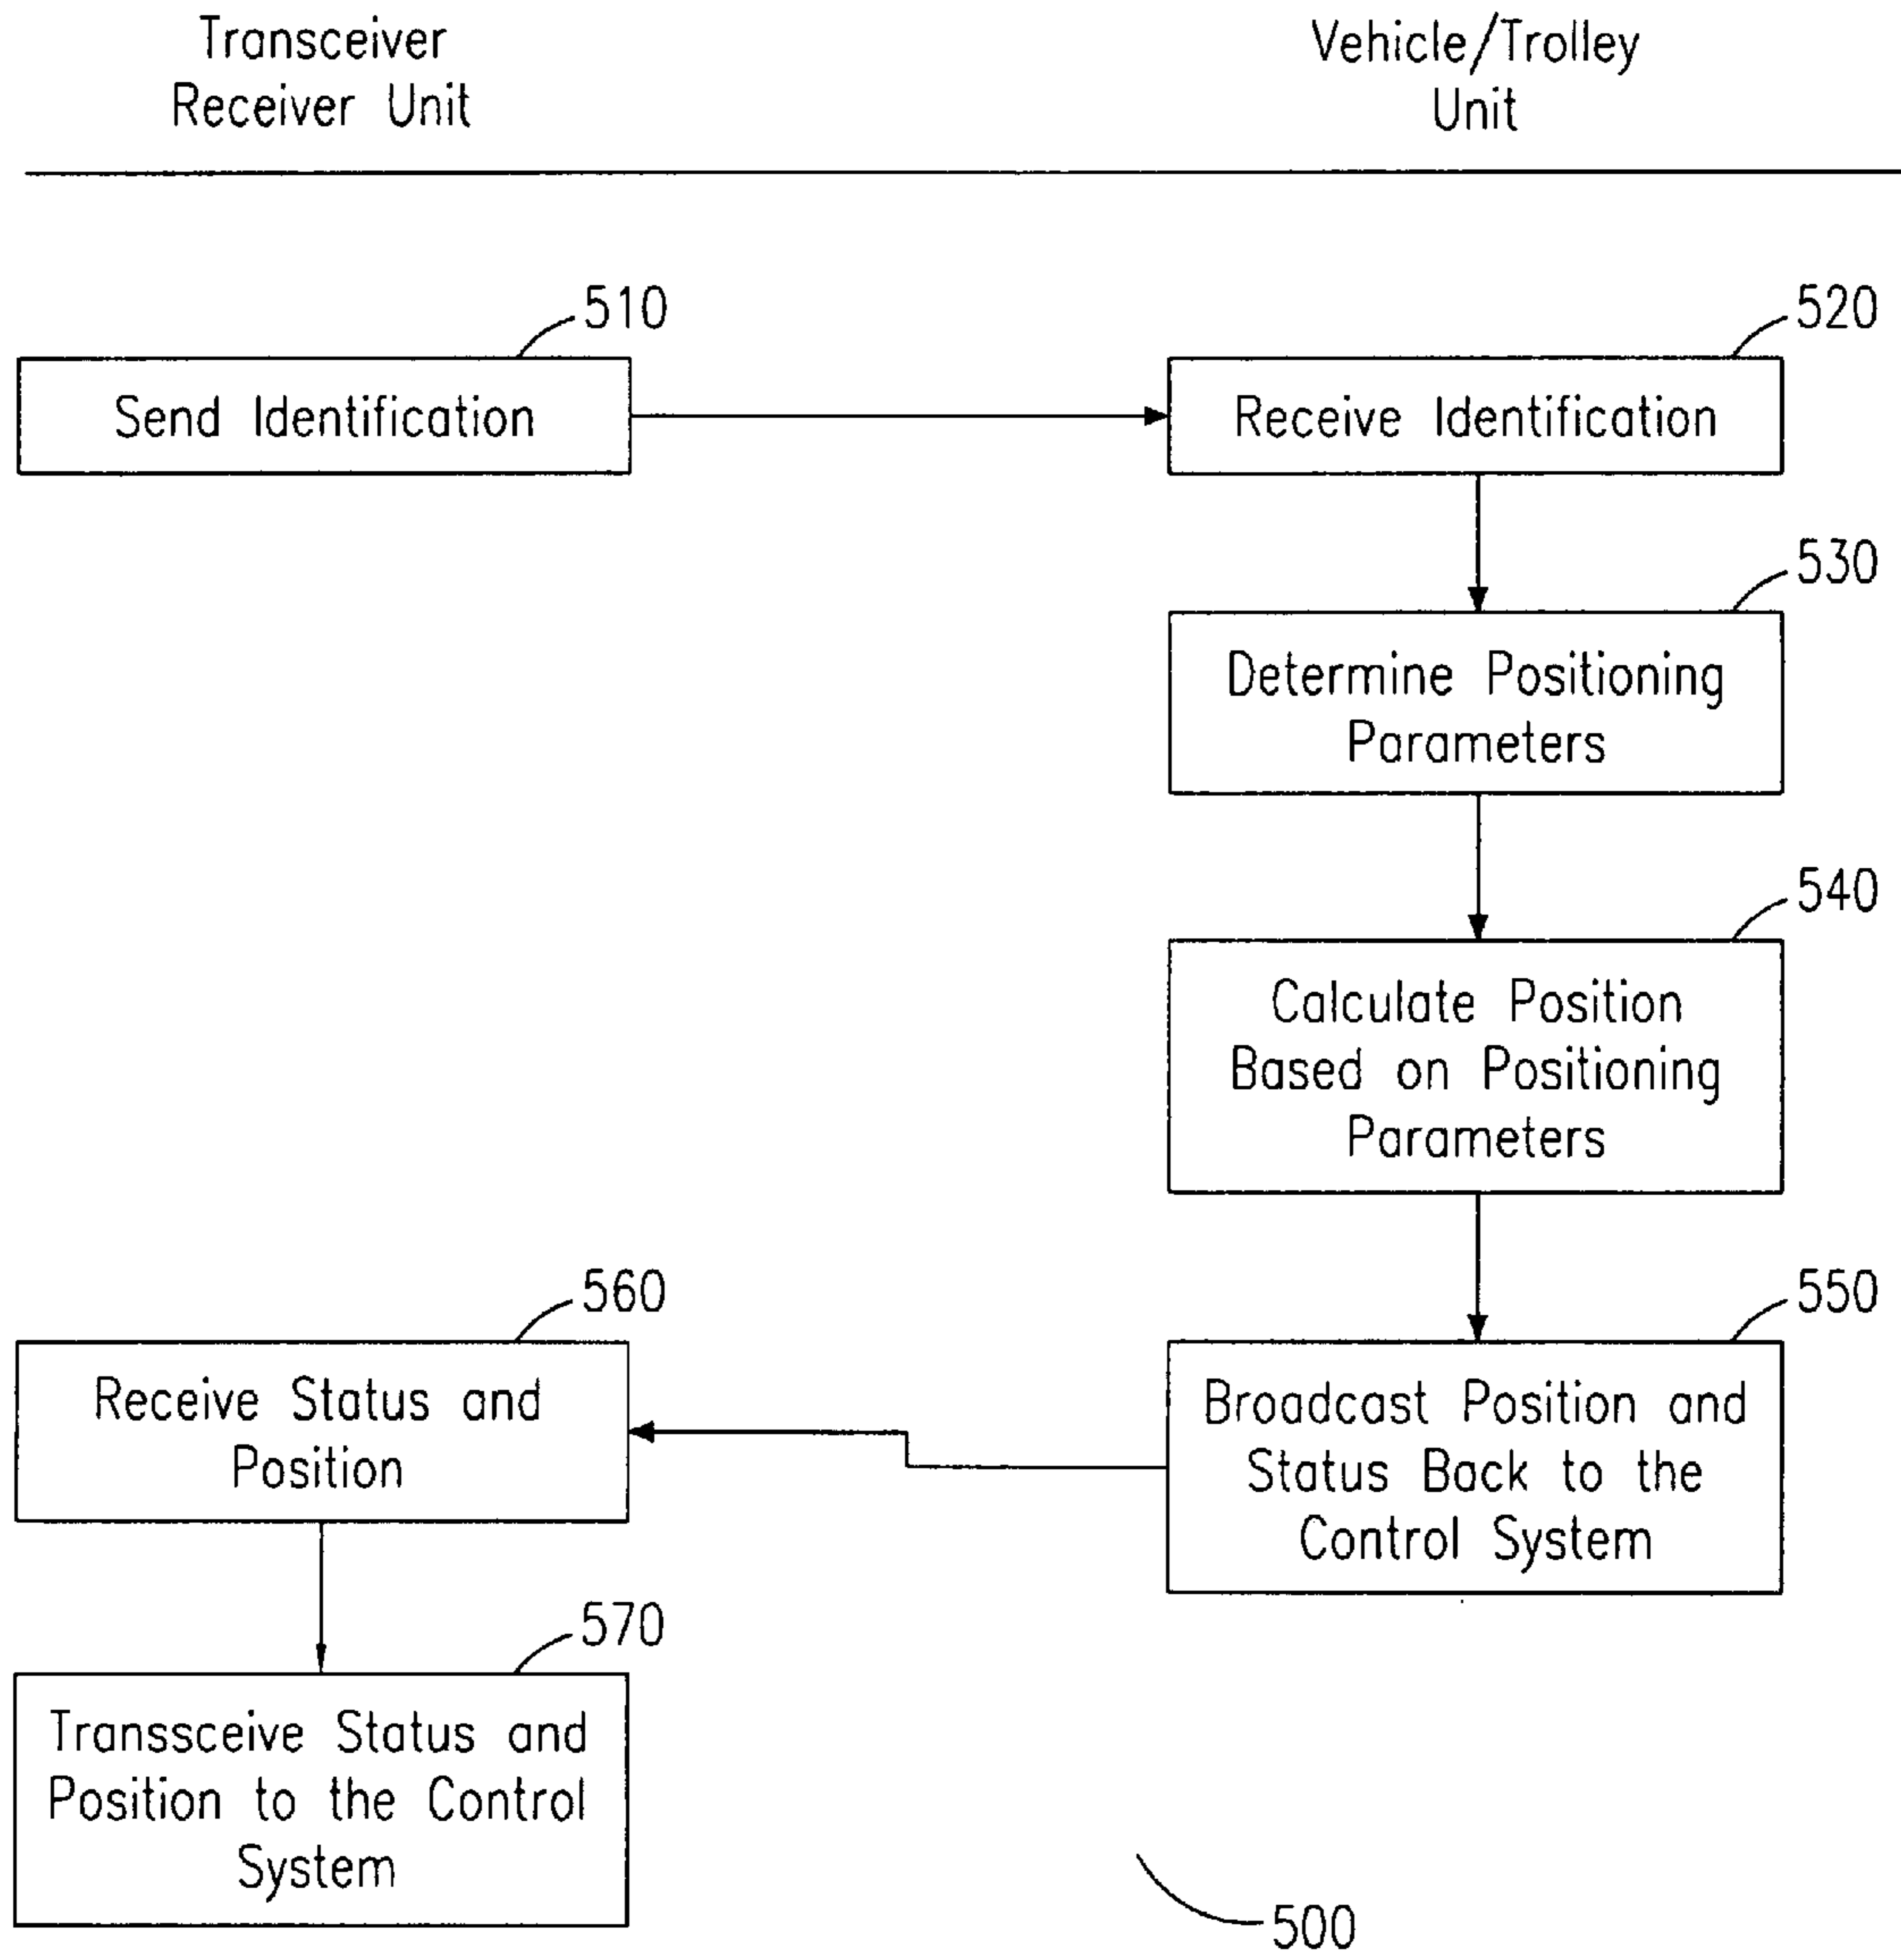 Transceiver
Receiver Unit
Vehicle/Trolley
Unit
510
Send Identification
520
Receive Identification
530
Determine Positioning
Parameters
540
Calculate Position
Based on Positioning
Parameters
550
Broadcast Position and
Status Back to the
Control System
560
Receive Status and
Position
570
Transsceive Status and
Position to the Control
System
500